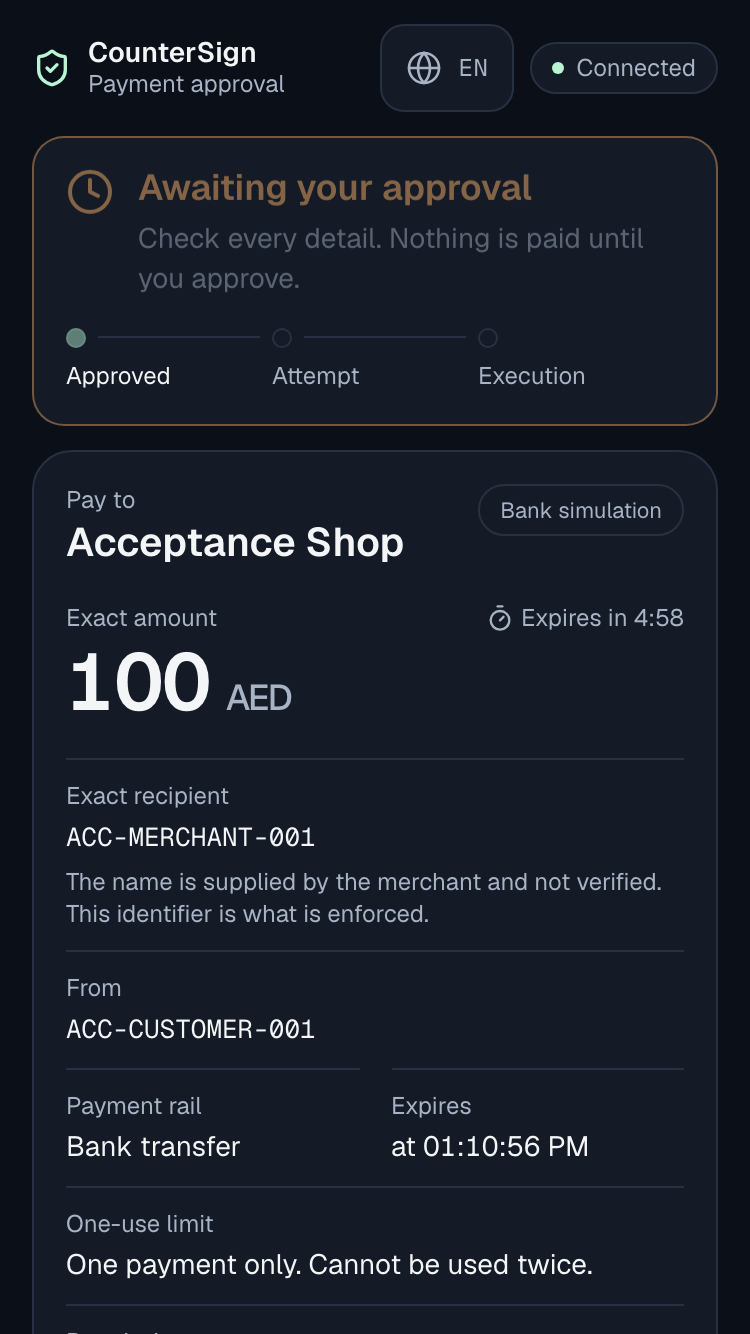 CounterSign
Payment approval
EN
Connected
Awaiting your approval
Check every detail. Nothing is paid until
you approve.
Approved
Attempt
Execution
Pay to
Bank simulation
Acceptance Shop
Exact amount
Expires in 4:58
100 AED
Exact recipient
ACC-MERCHANT-001
The name is supplied by the merchant and not verified.
This identifier is what is enforced.
From
ACC-CUSTOMER-001
Payment rail
Expires
Bank transfer
at 01:10:56 PM
One-use limit
One payment only. Cannot be used twice.